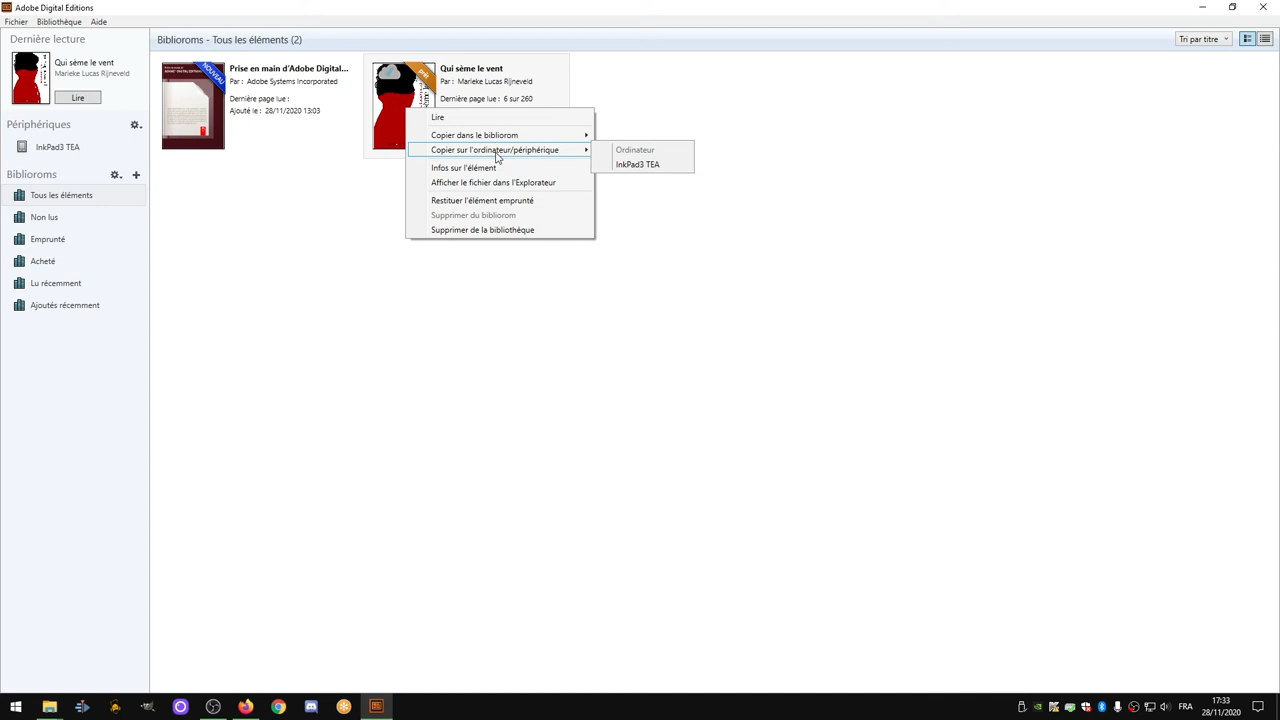 Adobe Digital Editions
Fichier Bibliothèque Aide
Dernière lecture
Qui sème le vent
Marieke Lucas Rijneveld
Lire
Périphériques
InkPad3 TEA
Biblioroms
Tous les éléments
Non lus
Emprunté
Acheté
Lu récemment
Ajoutés récemment
Biblioroms - Tous les éléments (2)
Tri par titre
NOUVEAU
Prise en main d'Adobe Digital...
Par : Adobe Systems Incorporated
Dernière page lue :
Ajouté le : 28/11/2020 13:03
Qui sème le vent
Par : Marieke Lucas Rijneveld
Dernière page lue : 6 sur 260
Lire
Copier dans le bibliorom
Copier sur l'ordinateur/périphérique
Infos sur l'élément
Afficher le fichier dans l'Explorateur
Restituer l'élément emprunté
Supprimer du bibliorom
Supprimer de la bibliothèque
Ordinateur
InkPad3 TEA
FRA
17:33
28/11/2020